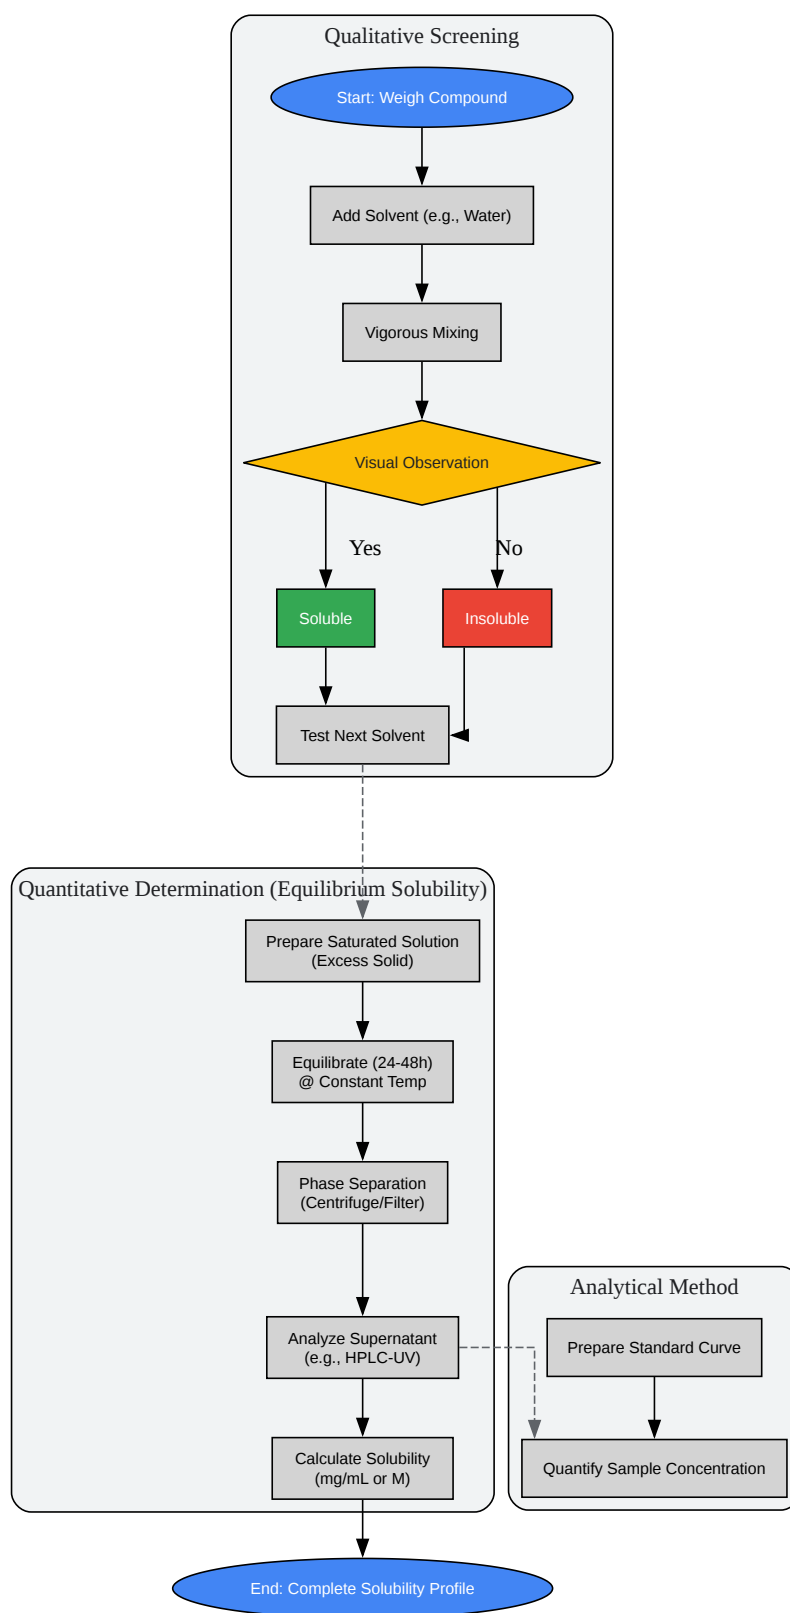 Qualitative Screening
Start: Weigh Compound
Add Solvent (e.g., Water)
Vigorous Mixing
Visual Observation
Yes
No
Soluble
Insoluble
Test Next Solvent
Quantitative Determination (Equilibrium Solubility)
Prepare Saturated Solution
(Excess Solid)
Equilibrate (24-48h)
@ Constant Temp
Phase Separation
(Centrifuge/Filter)
Analyze Supernatant
(e.g., HPLC-UV)
Calculate Solubility
(mg/mL or M)
Analytical Method
Prepare Standard Curve
Quantify Sample Concentration
End: Complete Solubility Profile